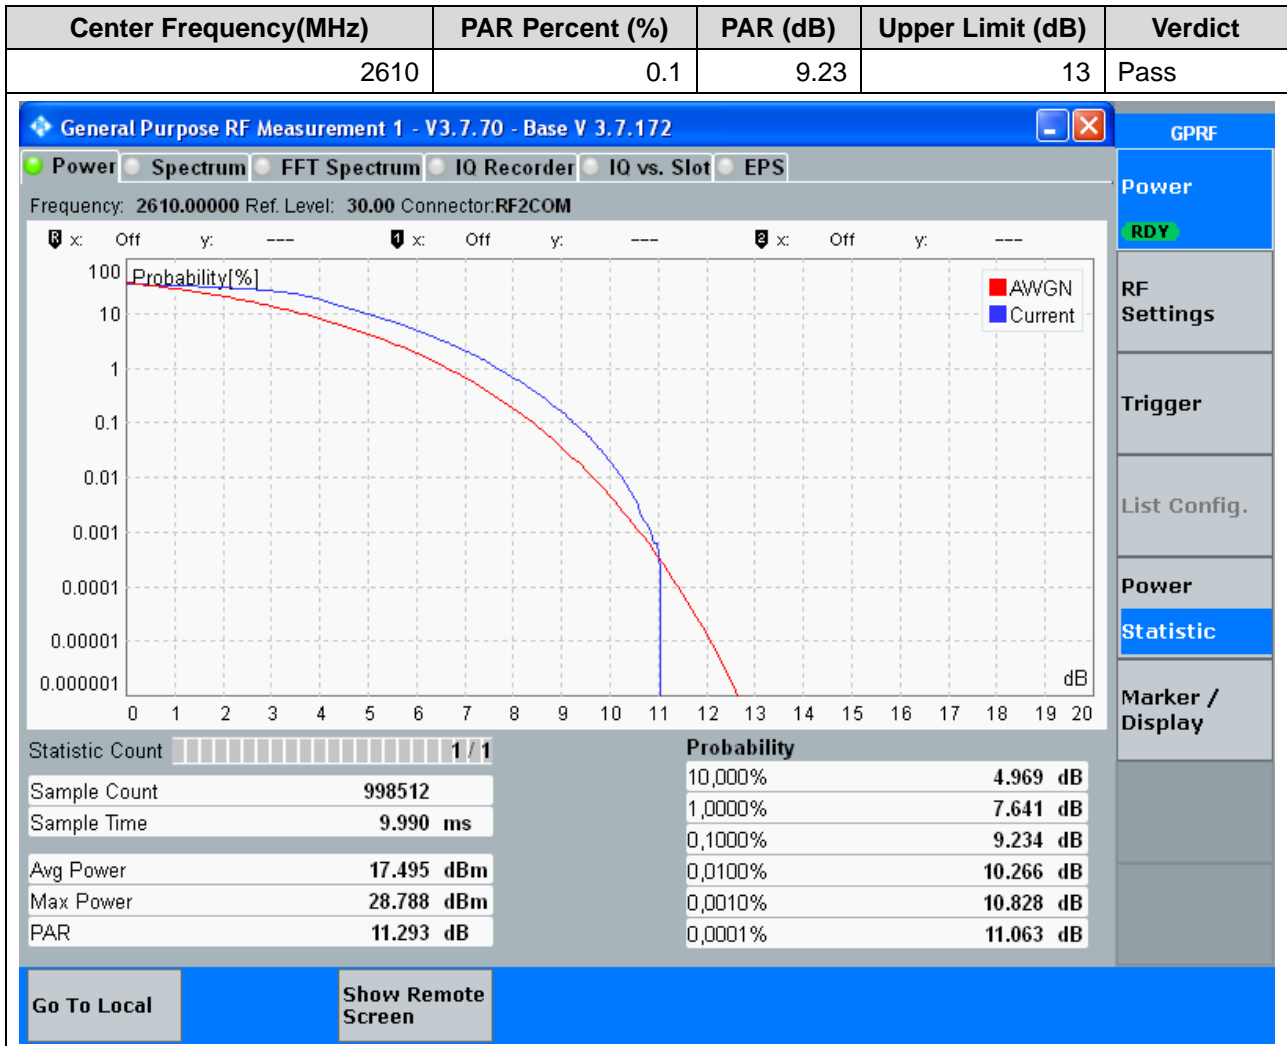 Center Frequency(MHz) PAR Percent (%) PAR (dB) Upper Limit (dB) Verdict
2610 0.1 9.23 13 Pass
General Purpose RF Measurement 1 - V3.7.70 - Base V 3.7.172
GPRF
Power Spectrum FFT Spectrum IQ Recorder IQ vs. Slot EPS
Frequency: 2610.00000 Ref. Level: 30.00 Connector:RF2COM
R x: Off y: --- 1 x: Off y: --- 2 x: Off y: ---
Probability[%]
100
10
1
0.1
0.01
0.001
0.0001
0.00001
0.000001
AWGN
Current
dB
0 1 2 3 4 5 6 7 8 9 10 11 12 13 14 15 16 17 18 19 20
Statistic Count 1 / 1
Sample Count 998512
Sample Time 9.990 ms
Avg Power 17.495 dBm
Max Power 28.788 dBm
PAR 11.293 dB
Probability
10,000% 4.969 dB
1,0000% 7.641 dB
0,1000% 9.234 dB
0,0100% 10.266 dB
0,0010% 10.828 dB
0,0001% 11.063 dB
Power
RDY
RF
Settings
Trigger
List Config.
Power
Statistic
Marker /
Display
Go To Local
Show Remote
Screen